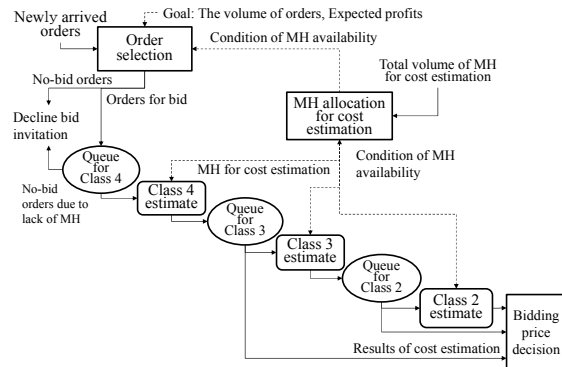 Goal: The volume of orders, Expected profits
Newly arrived
orders
Order
selection
Condition of MH availability
Total volume of MH
for cost estimation
No-bid orders
Orders for bid
MH allocation
for cost
estimation
Decline bid
invitation
Queue
for
Class 4
MH for cost estimation
Condition of MH
availability
No-bid
orders due to
lack of MH
Class 4
estimate
Queue
for
Class 3
Class 3
estimate
Queue
for
Class 2
Class 2
estimate
Bidding
price
decision
Results of cost estimation